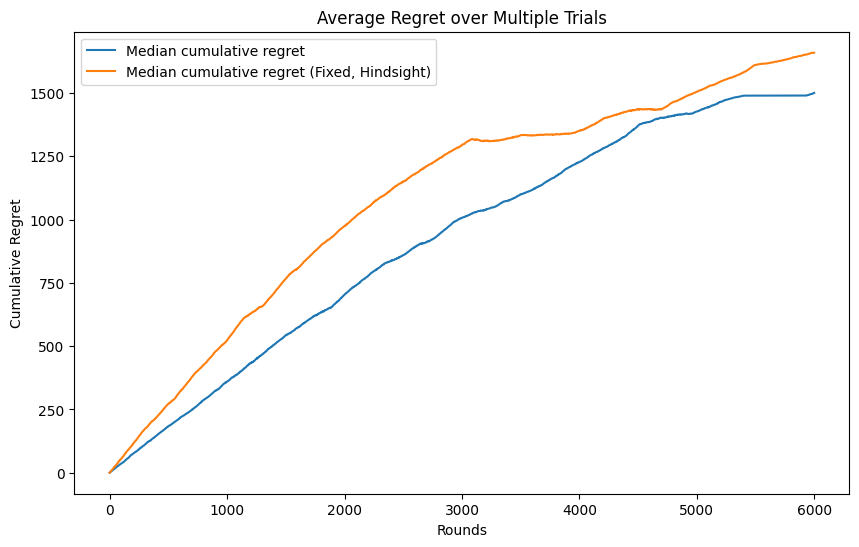 Average Regret over Multiple Trials
Median cumulative regret
Median cumulative regret (Fixed, Hindsight)
Cumulative Regret
1500
1250
1000
750
500
250
0
0 1000 2000 3000 4000 5000 6000
Rounds